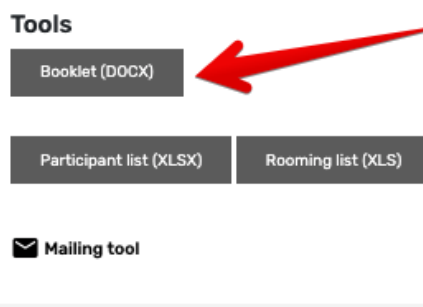 Tools
Booklet (DOCX)
Participant list (XLSX) Rooming list (XLS)
Mailing tool